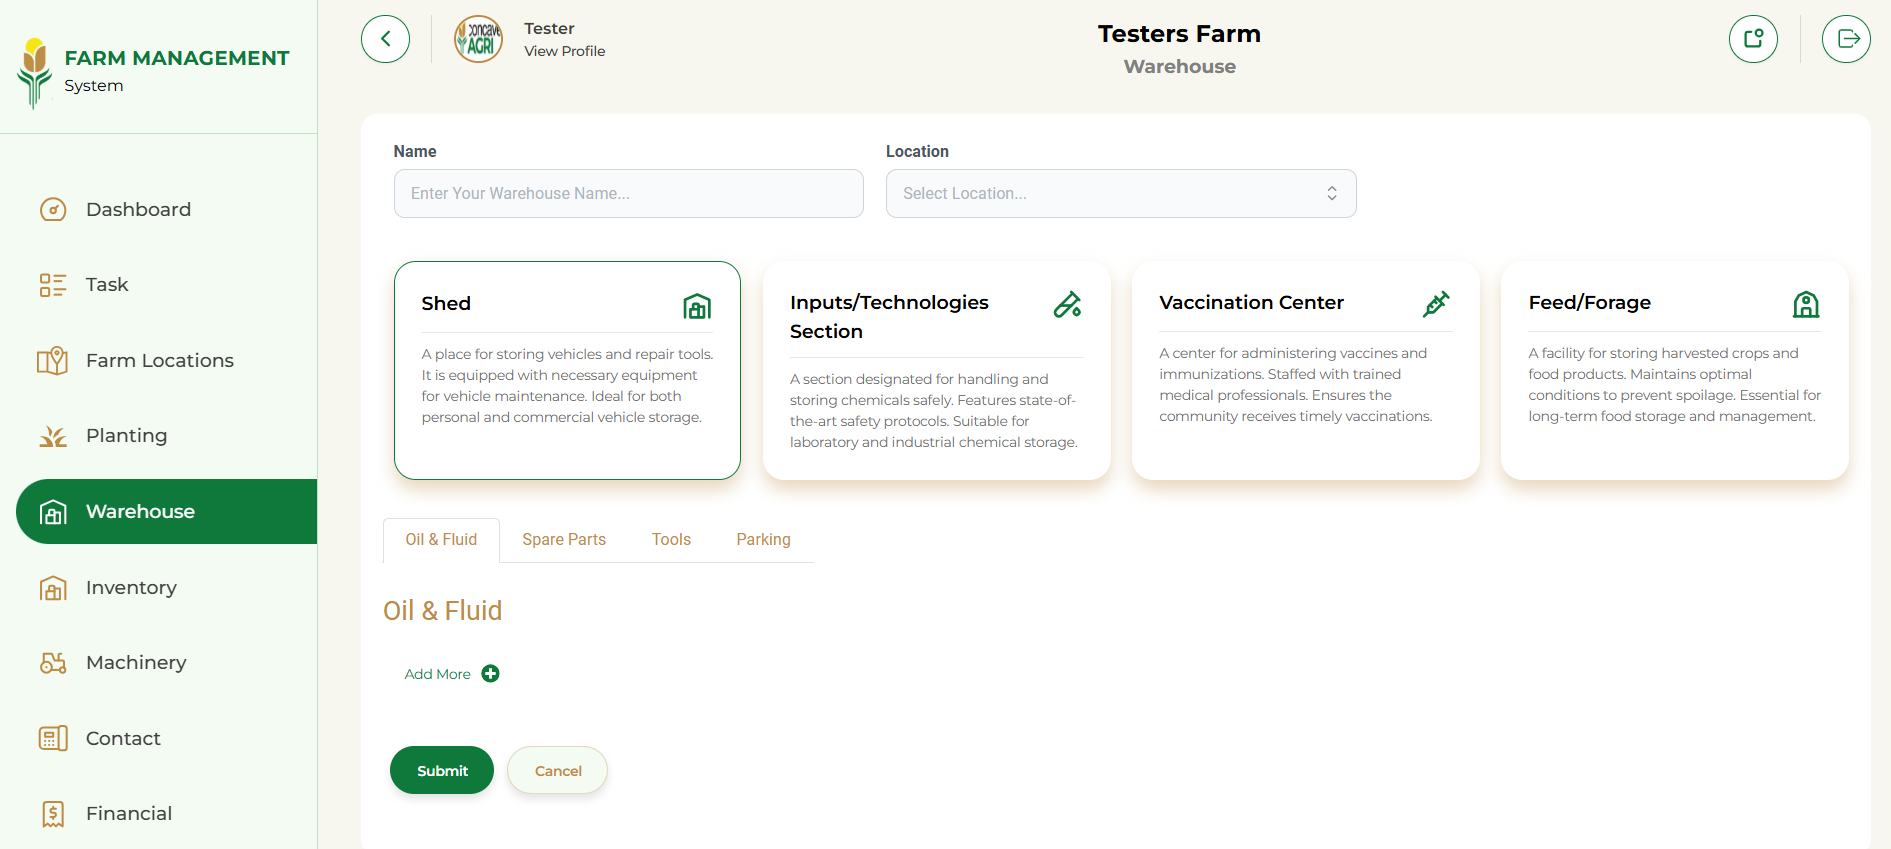 FARM MANAGEMENT
System
Dashboard
Task
Farm Locations
Planting
Warehouse
Inventory
Machinery
Contact
Financial
concave
AGRI
Tester
View Profile
Testers Farm
Warehouse
Name
Enter Your Warehouse Name...
Location
Select Location...
Shed
A place for storing vehicles and repair tools.
It is equipped with necessary equipment
for vehicle maintenance. Ideal for both
personal and commercial vehicle storage.
Inputs/Technologies
Section
A section designated for handling and
storing chemicals safely. Features state-of-
the-art safety protocols. Suitable for
laboratory and industrial chemical storage.
Vaccination Center
A center for administering vaccines and
immunizations. Staffed with trained
medical professionals. Ensures the
community receives timely vaccinations.
Feed/Forage
A facility for storing harvested crops and
food products. Maintains optimal
conditions to prevent spoilage. Essential for
long-term food storage and management.
Oil & Fluid
Spare Parts
Tools
Parking
Oil & Fluid
Add More
Submit
Cancel